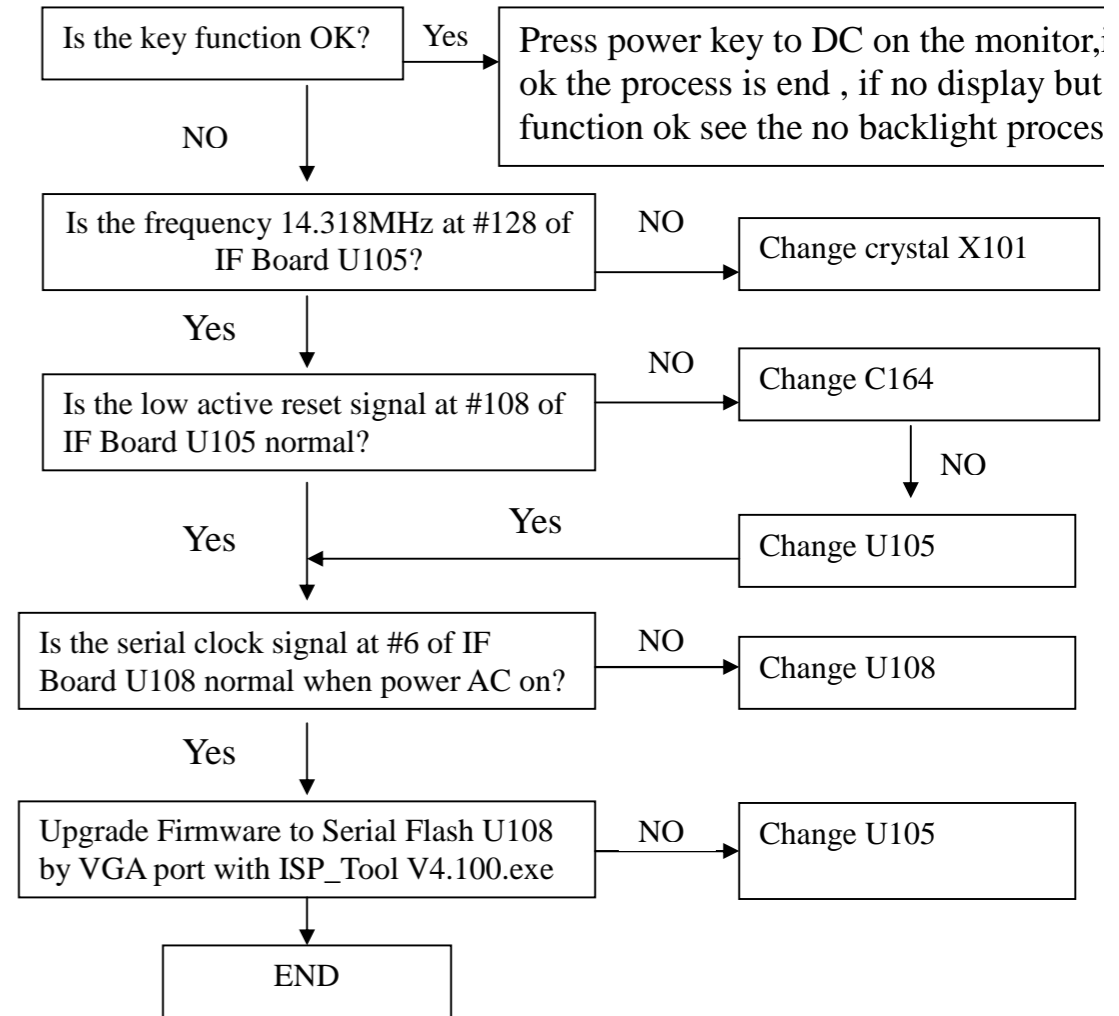 Is the key function OK?
Yes
Press power key to DC on the monitor,i
ok the process is end , if no display but
function ok see the no backlight proces
NO
Is the frequency 14.318MHz at #128 of
IF Board U105?
NO
Change crystal X101
Yes
Is the low active reset signal at #108 of
IF Board U105 normal?
NO
Change C164
NO
Yes
Yes
Change U105
Is the serial clock signal at #6 of IF
Board U108 normal when power AC on?
NO
Change U108
Yes
Upgrade Firmware to Serial Flash U108
by VGA port with ISP_Tool V4.100.exe
NO
Change U105
END